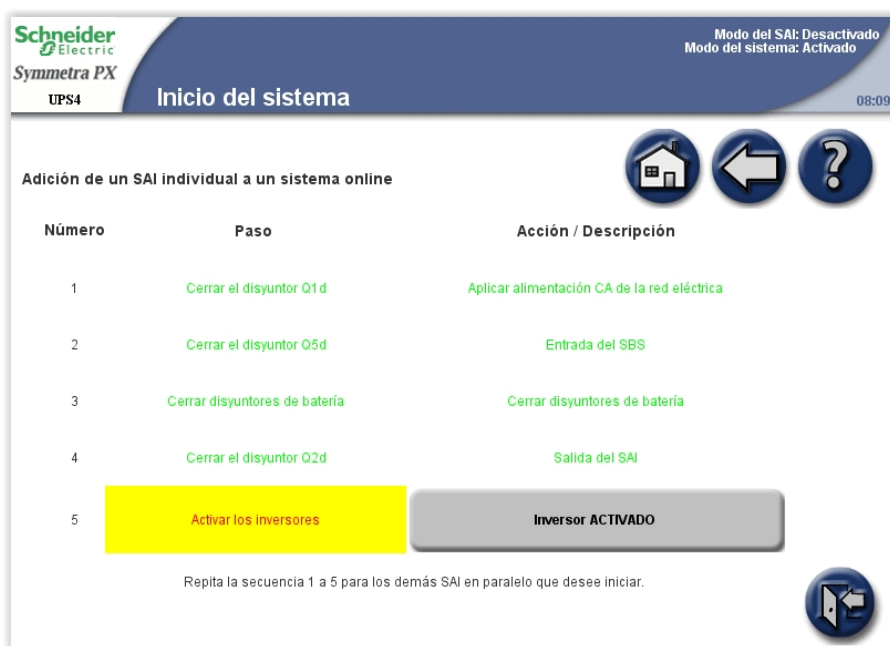 Schneider
Electric
Symmetra PX
UPS4
Inicio del sistema
Modo del SAI: Desactivado
Modo del sistema: Activado
08:09
Adición de un SAI individual a un sistema online
?
Número Paso Acción / Descripción
1 Cerrar el disyuntor Q1d Aplicar alimentación CA de la red eléctrica
2 Cerrar el disyuntor Q5d Entrada del SBS
3 Cerrar disyuntores de batería Cerrar disyuntores de batería
4 Cerrar el disyuntor Q2d Salida del SAI
5 Activar los inversores Inversor ACTIVADO
Repita la secuencia 1 a 5 para los demás SAI en paralelo que desee iniciar.